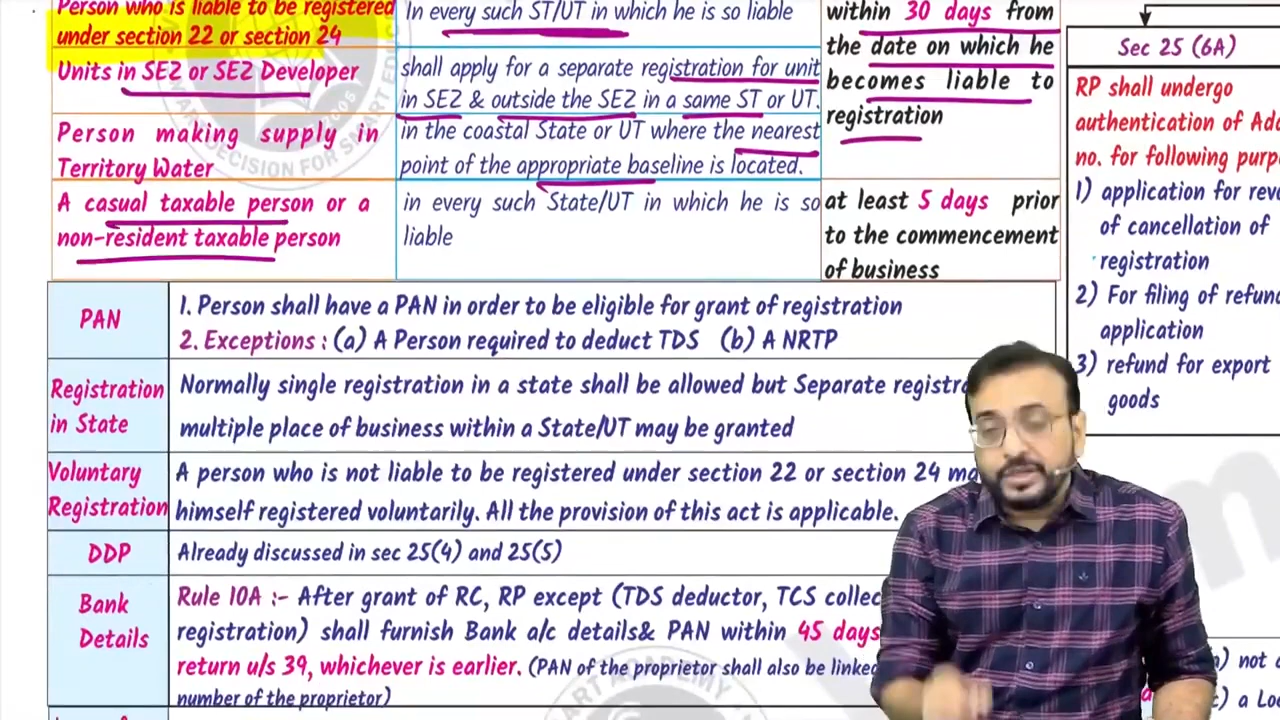 Person who is liable to be registered
under section 22 or section 24
In every such ST/UT in which he is so liable
within 30 days from
the date on which he
becomes liable to
registration
Units in SEZ or SEZ Developer
shall apply for a separate registration for unit
in SEZ & outside the SEZ in a same ST or UT.
Person making supply in
Territory Water
in the coastal State or UT where the nearest
point of the appropriate baseline is located.
A casual taxable person or a
non-resident taxable person
in every such State/UT in which he is so
liable
at least 5 days prior
to the commencement
of business
PAN
1. Person shall have a PAN in order to be eligible for grant of registration
2. Exceptions : (a) A Person required to deduct TDS (b) A NRTP
Registration
in State
Normally single registration in a state shall be allowed but Separate
multiple place of business within a State/UT may be granted
Voluntary
Registration
A person who is not liable to be registered under section 22 or section 24
himself registered voluntarily. All the provision of this act is applicable.
DDP
Already discussed in sec 25(4) and 25(5)
Bank
Details
Rule 10A :- After grant of RC, RP except (TDS deductor, TCS
registration) shall furnish Bank a/c details& PAN within 45 days
return u/s 39, whichever is earlier. (PAN of the proprietor shall also be linked
number of the proprietor)
Sec 25 (6A)
RP shall undergo
authentication of
no. for following
1) application for
of cancellation of
registration
2) For filing of refund
application
3) refund for export
goods
) not
c) a